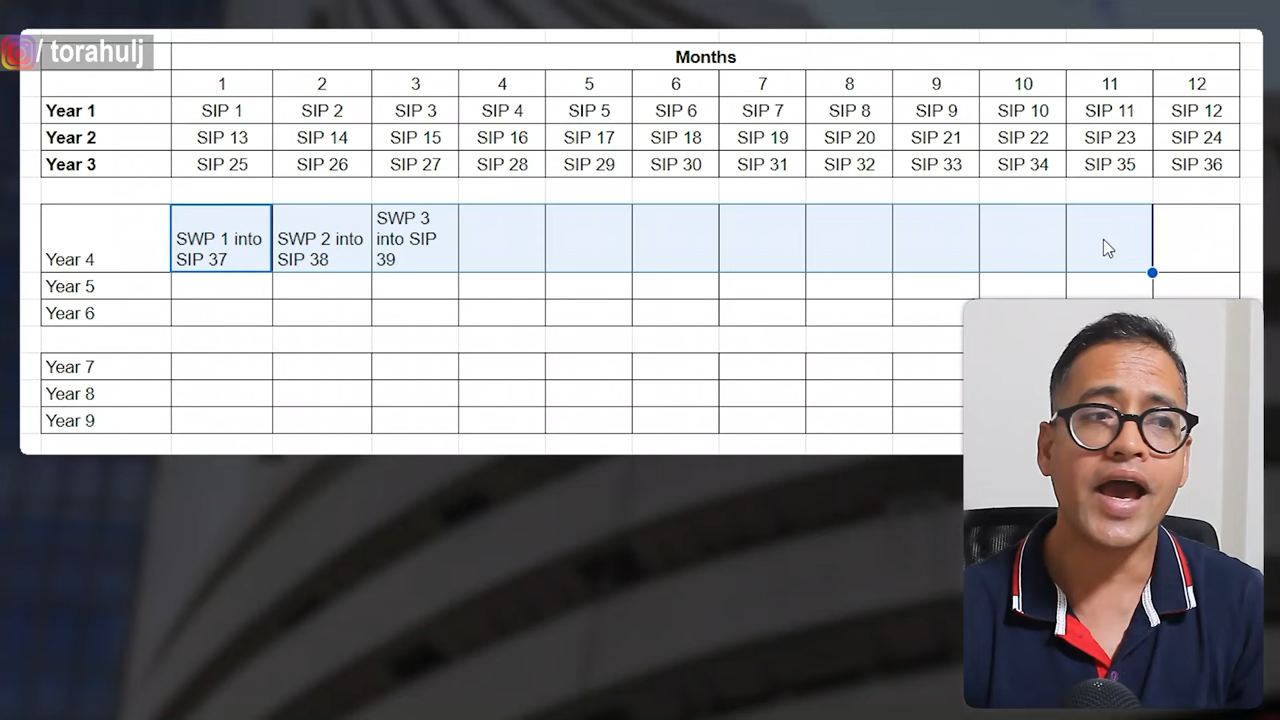 / torahulj
Months
1 2 3 4 5 6 7 8 9 10 11 12
Year 1 SIP 1 SIP 2 SIP 3 SIP 4 SIP 5 SIP 6 SIP 7 SIP 8 SIP 9 SIP 10 SIP 11 SIP 12
Year 2 SIP 13 SIP 14 SIP 15 SIP 16 SIP 17 SIP 18 SIP 19 SIP 20 SIP 21 SIP 22 SIP 23 SIP 24
Year 3 SIP 25 SIP 26 SIP 27 SIP 28 SIP 29 SIP 30 SIP 31 SIP 32 SIP 33 SIP 34 SIP 35 SIP 36
Year 4
SWP 1 into
SIP 37
SWP 2 into
SIP 38
SWP 3
into SIP
39
Year 5
Year 6
Year 7
Year 8
Year 9